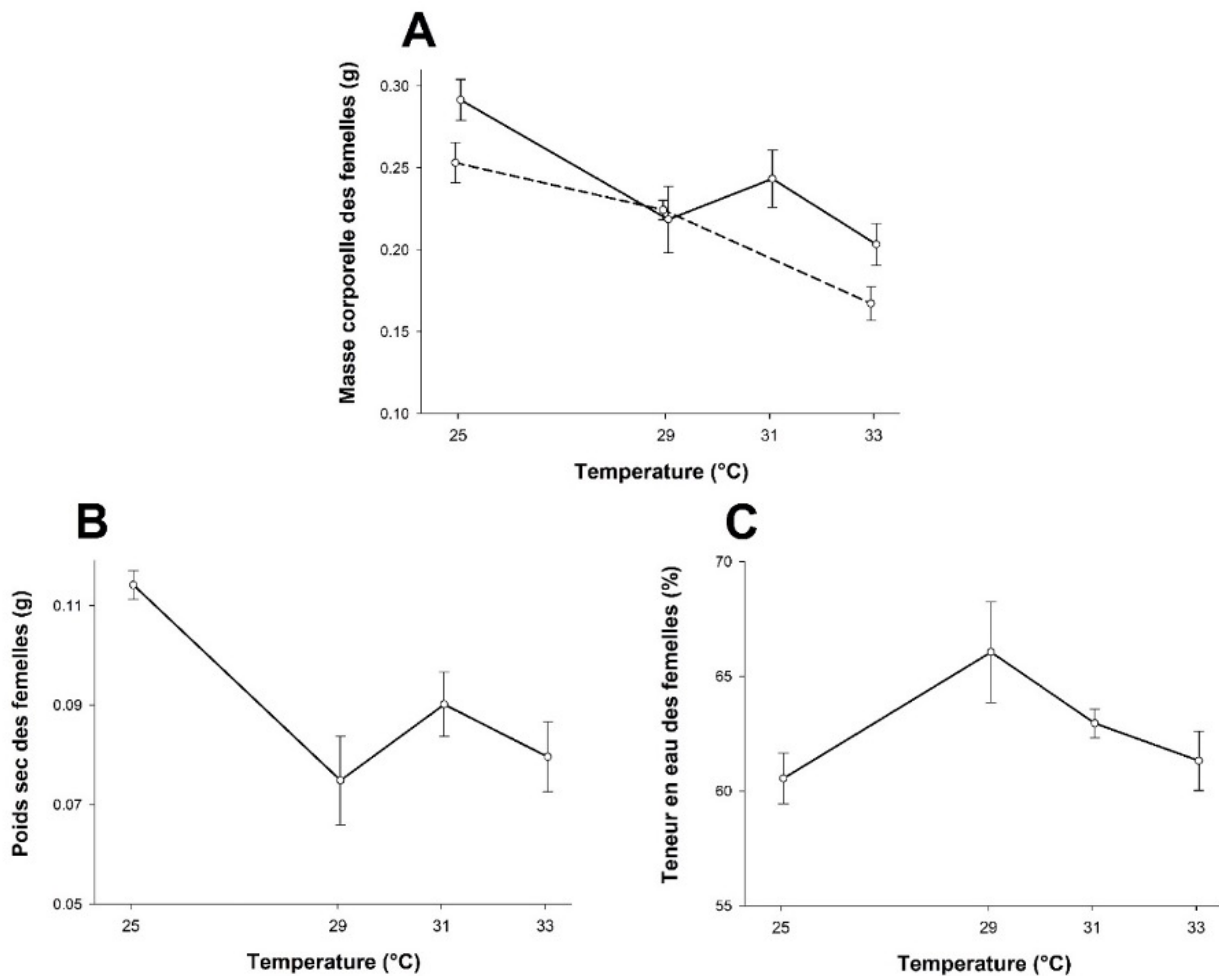 A
Masse corporelle des femelles (g)
0.30
0.25
0.20
0.15
0.10
25 29 31 33
Temperature (°C)
B
Poids sec des femelles (g)
0.11
0.09
0.07
0.05
25 29 31 33
Temperature (°C)
C
Teneur en eau des femelles (%)
70
65
60
55
25 29 31 33
Temperature (°C)